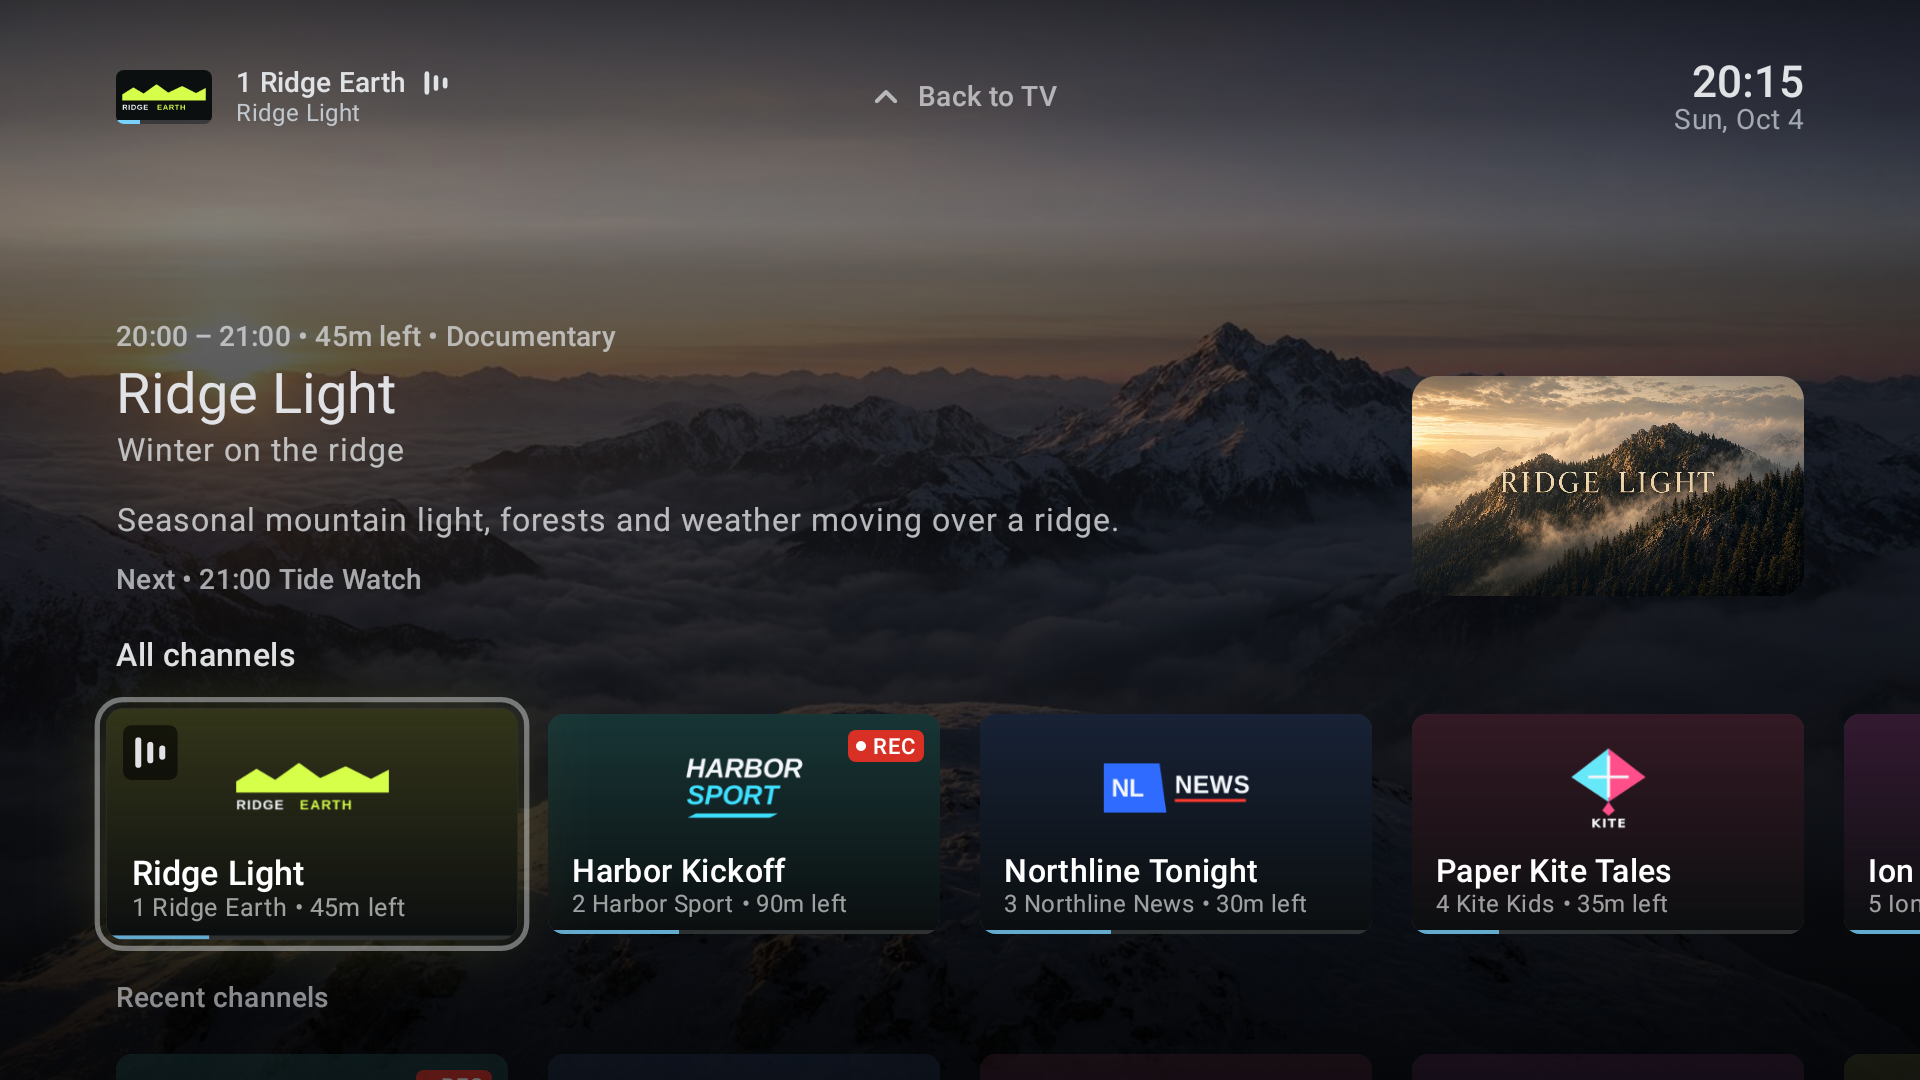 RIDGE EARTH
1 Ridge Earth
Ridge Light
Back to TV
20:15
Sun, Oct 4
20:00 – 21:00 • 45m left • Documentary
Ridge Light
Winter on the ridge
Seasonal mountain light, forests and weather moving over a ridge.
Next • 21:00 Tide Watch
RIDGE LIGHT
All channels
RIDGE EARTH
Ridge Light
1 Ridge Earth • 45m left
REC
HARBOR
SPORT
Harbor Kickoff
2 Harbor Sport • 90m left
NL NEWS
Northline Tonight
3 Northline News • 30m left
KITE
Paper Kite Tales
4 Kite Kids • 35m left
Ion
5 Ion
Recent channels